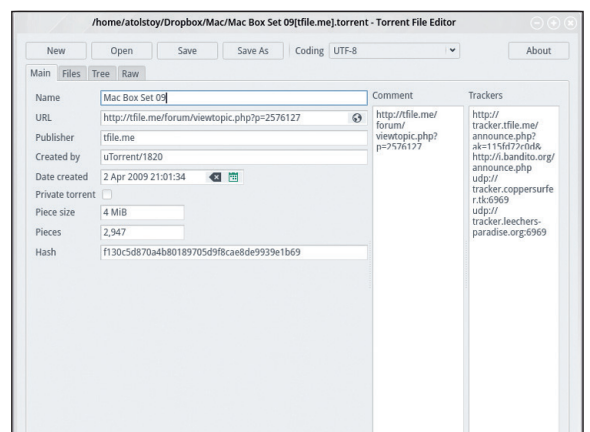 /home/atolstoy/Dropbox/Mac/Mac Box Set 09[tfile.me].torrent - Torrent File Editor
New Open Save Save As Coding UTF-8 About
Main Files Tree Raw
Name Mac Box Set 09
URL http://tfile.me/forum/viewtopic.php?p=2576127
Publisher tfile.me
Created by uTorrent/1820
Date created 2 Apr 2009 21:01:34
Private torrent
Piece size 4 MiB
Pieces 2,947
Hash f130c5d870a4b80189705d9f8cae8de9939e1b69
Comment
http://tfile.me/
forum/
viewtopic.php?
p=2576127
Trackers
http://
tracker.tfile.me/
announce.php?
ak=115fd72c0d&
http://i.bandito.org/
announce.php
udp://
tracker.coppersurfe
r.tk:6969
udp://
tracker.leechers-
paradise.org:6969